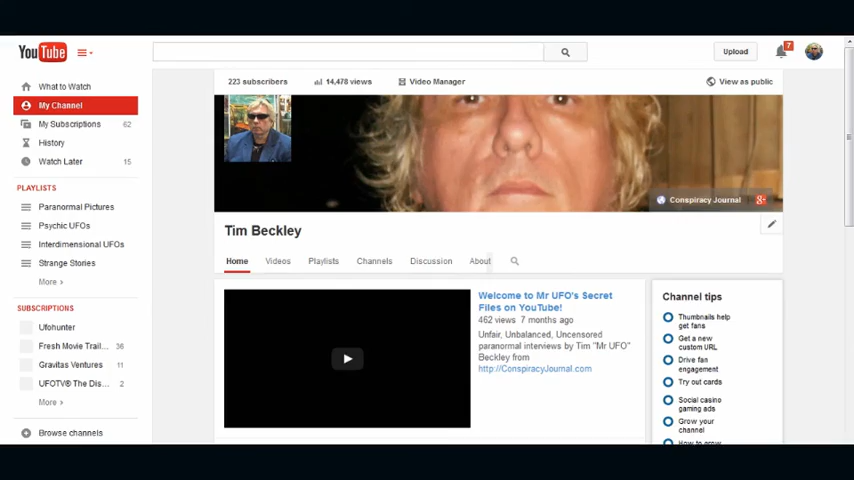 YouTube
Upload
7
What to Watch
My Channel
My Subscriptions 62
History
Watch Later 15
PLAYLISTS
Paranormal Pictures
Psychic UFOs
Interdimensional UFOs
Strange Stories
More >
SUBSCRIPTIONS
Ufohunter
Fresh Movie Trail... 36
Gravitas Ventures 11
UFOTV® The Dis... 2
More >
Browse channels
223 subscribers
14,478 views
Video Manager
View as public
Conspiracy Journal
g+
Tim Beckley
Home Videos Playlists Channels Discussion About
Welcome to Mr UFO's Secret
Files on YouTube!
462 views 7 months ago
Unfair, Unbalanced, Uncensored
paranormal interviews by Tim "Mr UFO"
Beckley from
http://ConspiracyJournal.com
Channel tips
Thumbnails help
get fans
Get a new
custom URL
Drive fan
engagement
Try out cards
Social casino
gaming ads
Grow your
channel
How to grow